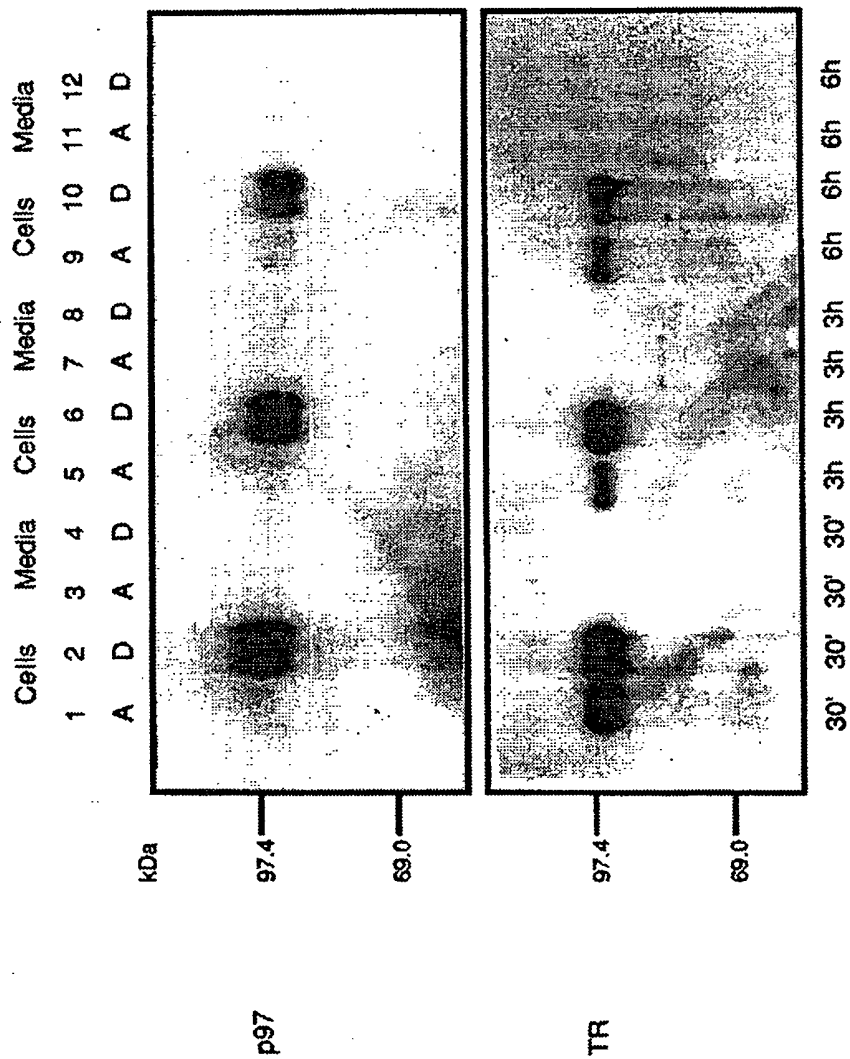 Cells Media Cells Media Cells Media
1 2 3 4 5 6 7 8 9 10 11 12
kDa A D A D A D A D A D A D
p97
97.4
69.0
TR
97.4
69.0
30' 30' 30' 30' 3h 3h 3h 3h 6h 6h 6h 6h